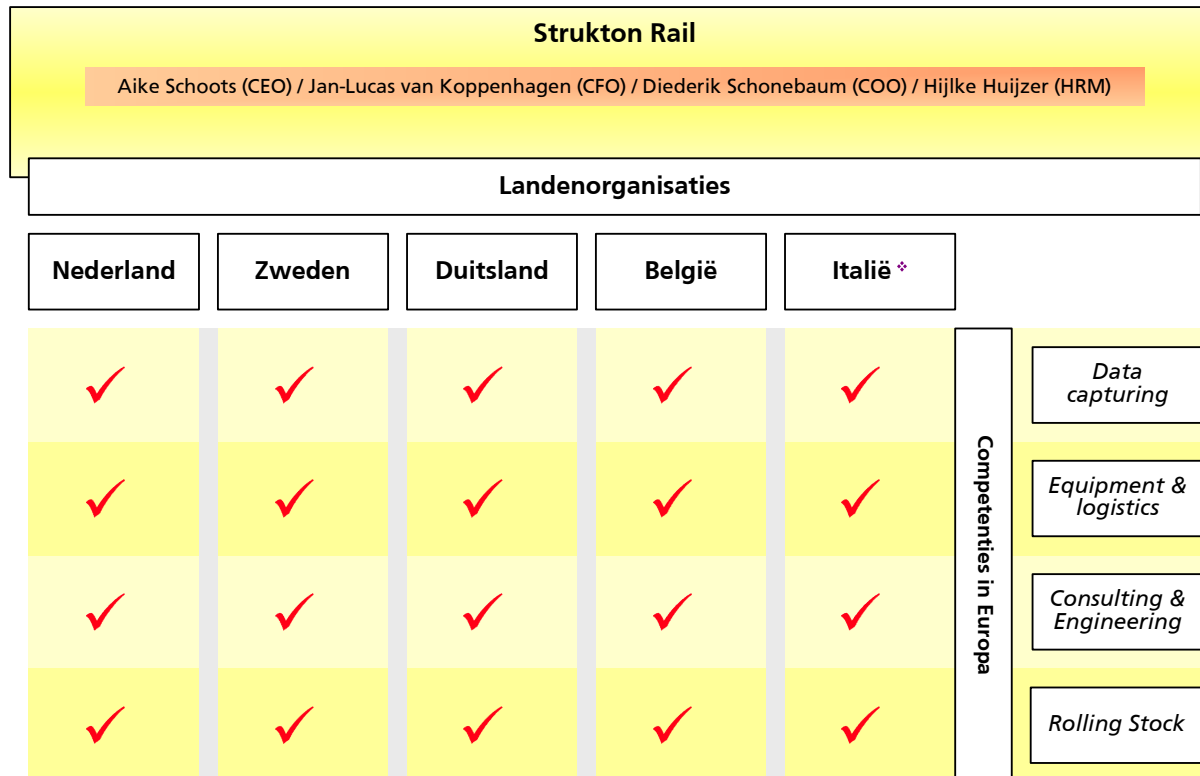 Strukton Rail
Aike Schoots (CEO) / Jan-Lucas van Koppenhagen (CFO) / Diederik Schonebaum (COO) / Hijlke Huijzer (HRM)
Landenorganisaties
Nederland
Zweden
Duitsland
België
Italië ❖
Competenties in Europa
Data
capturing
Equipment &
logistics
Consulting &
Engineering
Rolling Stock